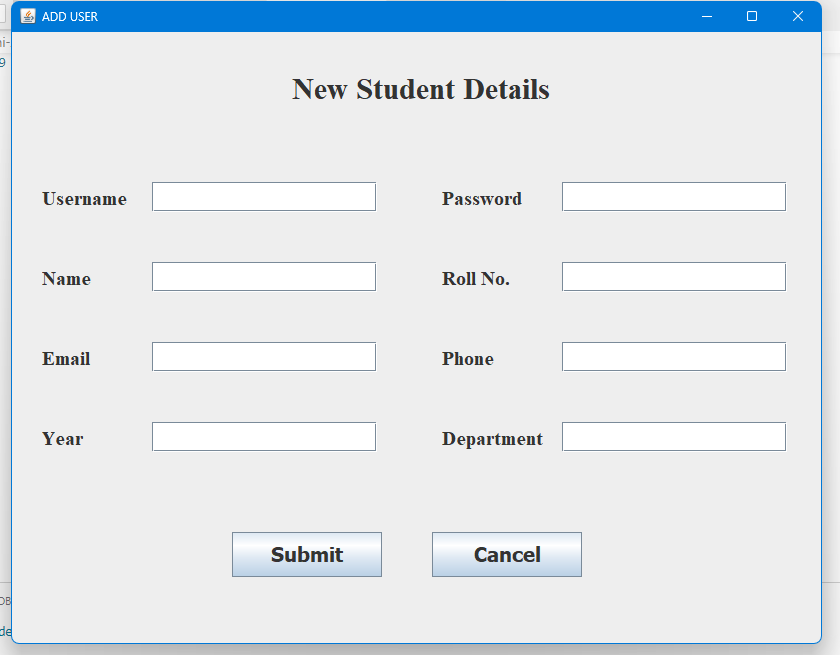 ADD USER
New Student Details
Username
Password
Name
Roll No.
Email
Phone
Year
Department
Submit
Cancel